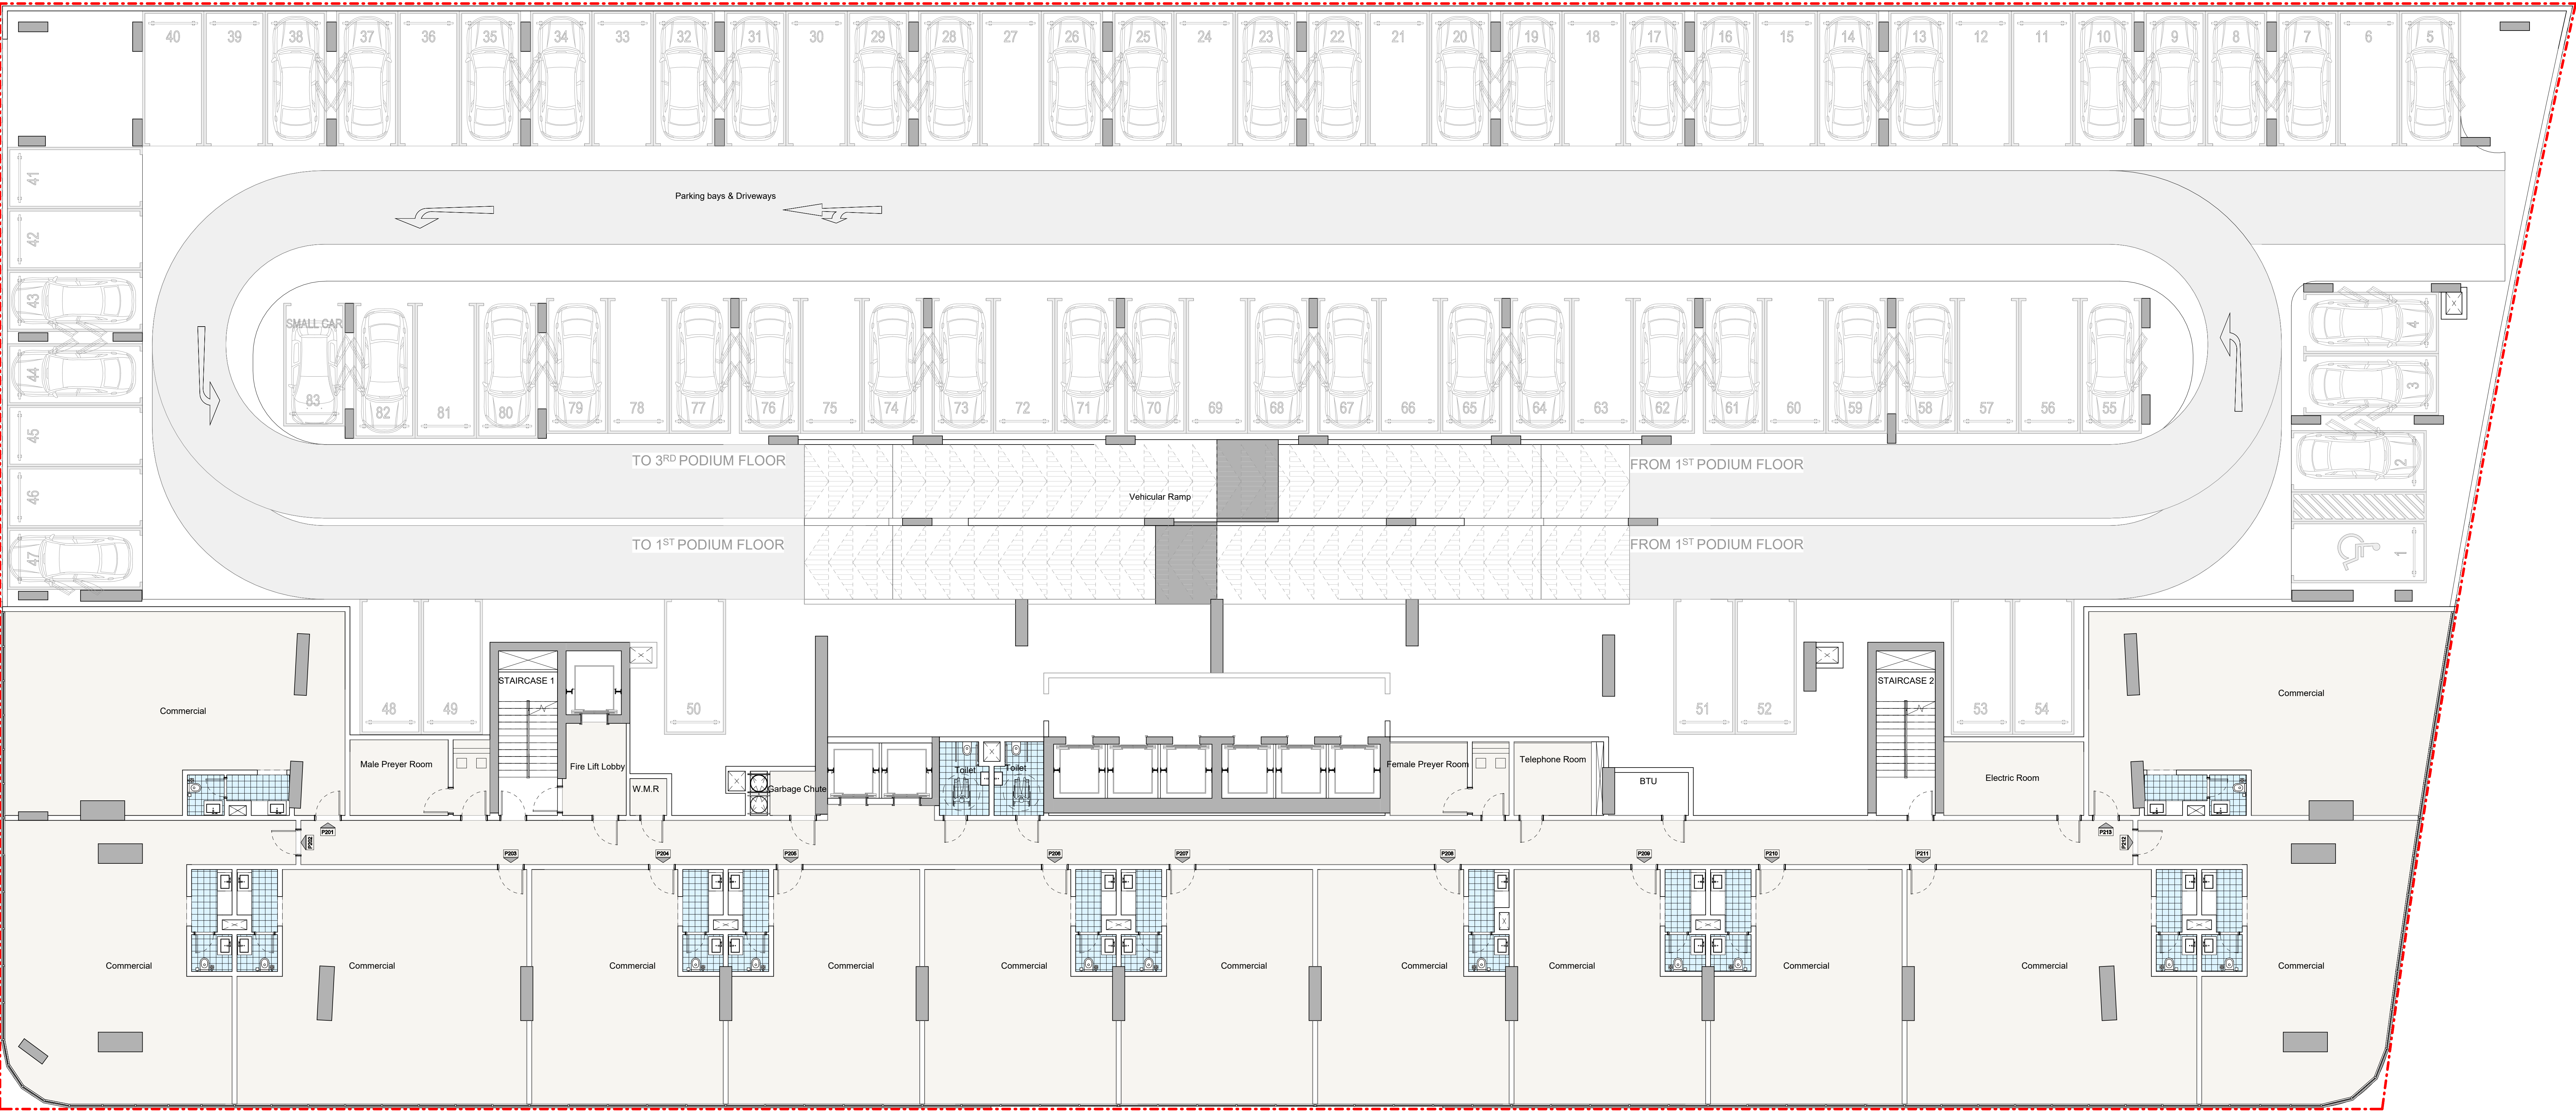 40 39 38 37 36 35 34 33 32 31 30 29 28 27 26 25 24 23 22 21 20 19 18 17 16 15 14 13 12 11 10 9 8 7 6 5
41
Parking bays & Driveways
42
43
4
SMALL CAR
44
3
83 82 81 80 79 78 77 76 75 74 73 72 71 70 69 68 67 66 65 64 63 62 61 60 59 58 57 56 55
45
2
TO 3RD PODIUM FLOOR
FROM 1ST PODIUM FLOOR
46
Vehicular Ramp
TO 1ST PODIUM FLOOR
FROM 1ST PODIUM FLOOR
47
1
STAIRCASE 1
STAIRCASE 2
Commercial
48 49
50
51 52
53 54
Commercial
Male Preyer Room
Fire Lift Lobby
W.M.R
Garbage Chute
Toilet
Toilet
Female Preyer Room
Telephone Room
BTU
Electric Room
P201
P202
P203
P204
P205
P206
P207
P208
P209
P210
P211
P212
P213
Commercial
Commercial
Commercial
Commercial
Commercial
Commercial
Commercial
Commercial
Commercial
Commercial
Commercial